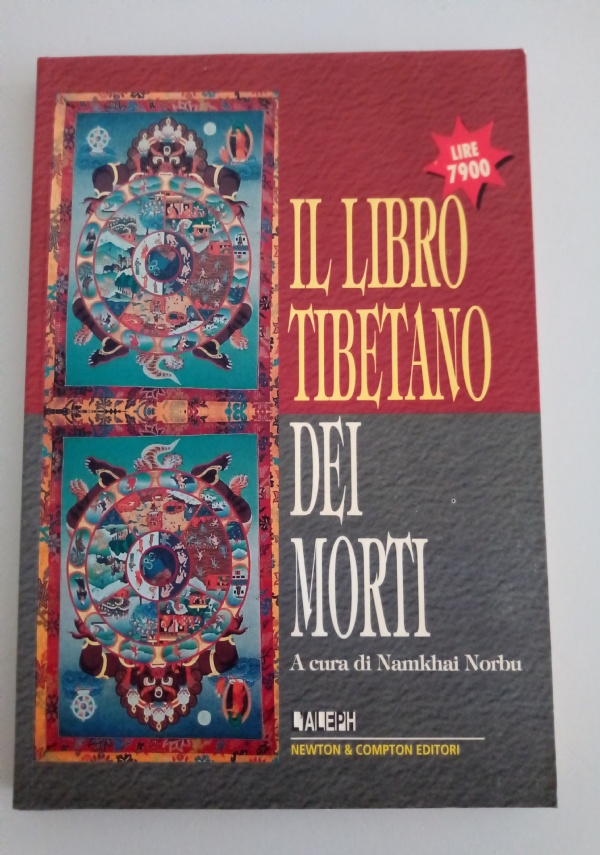 LIRE
7900
IL LIBRO
TIBETANO
DEI
MORTI
A cura di Namkhai Norbu
L'ALEPH
NEWTON & COMPTON EDITORI